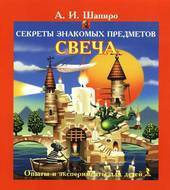 А. И. Шапиро
СЕКРЕТЫ ЗНАКОМЫХ ПРЕДМЕТОВ
СВЕЧА
Опыты и эксперименты для детей